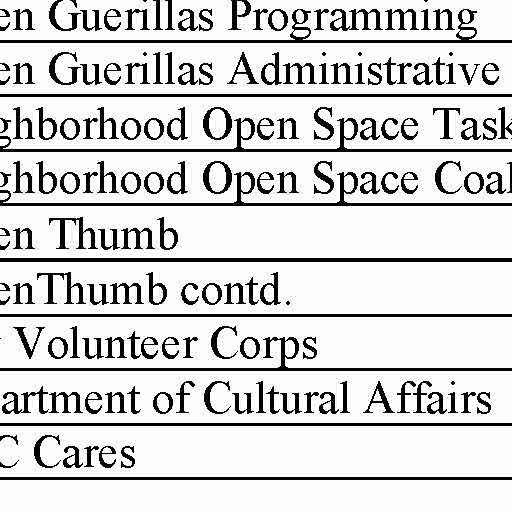 en Guerillas Programming
en Guerillas Administrative
ghborhood Open Space Task
ghborhood Open Space Coal
en Thumb
enThumb contd.
Volunteer Corps
artment of Cultural Affairs
C Cares